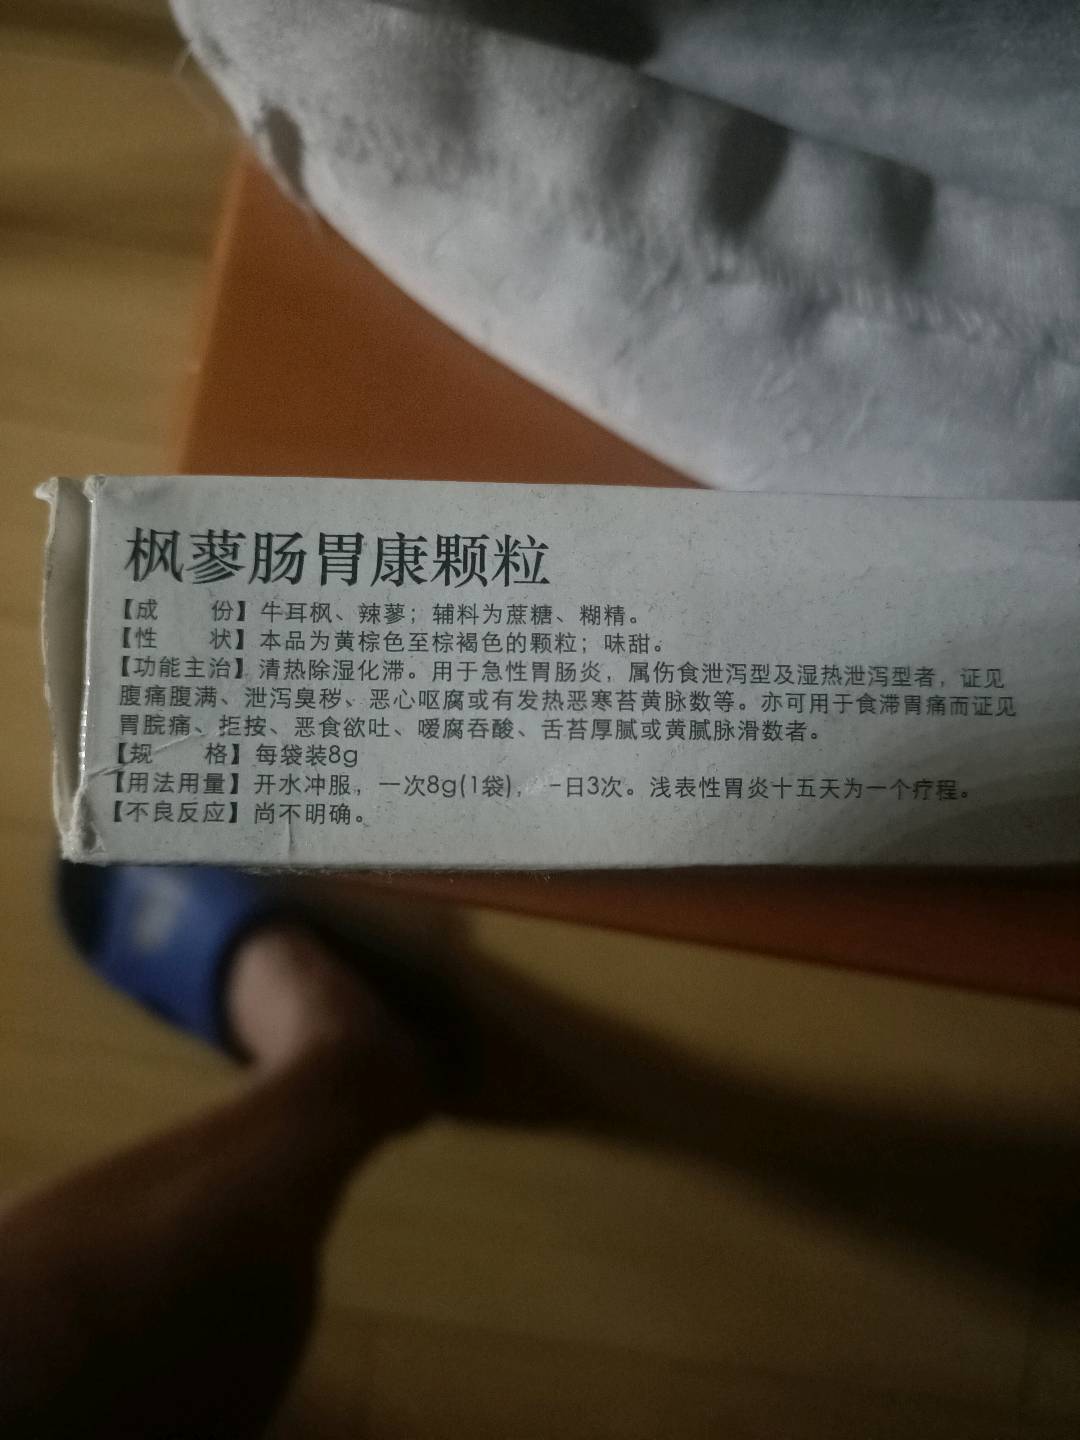 枫蓼肠胃康颗粒
【成 份】牛耳枫、辣蓼；辅料为蔗糖、糊精。
【性 状】本品为黄棕色至棕褐色的颗粒；味甜。
【功能主治】清热除湿化滞。用于急性胃肠炎，属伤食泄泻型及湿热泄泻型者，证见
腹痛腹满、泄泻臭秽、恶心呕腐或有发热恶寒苔黄脉数等。亦可用于食滞胃痛而证见
胃脘痛、拒按、恶食欲吐、嗳腐吞酸、舌苔厚腻或黄腻脉滑数者。
【规 格】每袋装8g
【用法用量】开水冲服，一次8g(1袋)，一日3次。浅表性胃炎十五天为一个疗程。
【不良反应】尚不明确。